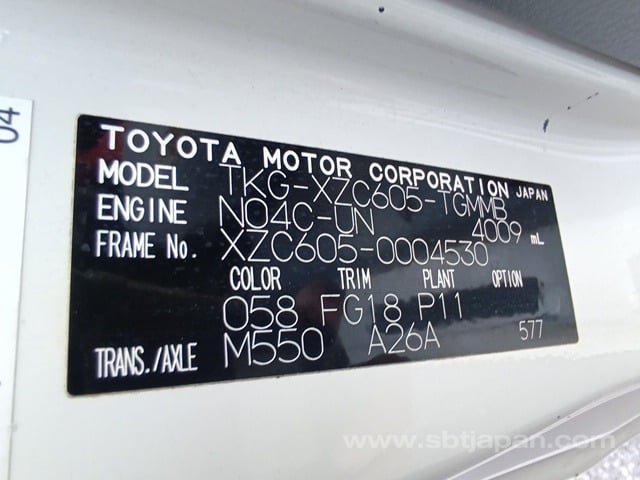 04
TOYOTA MOTOR CORPORATION JAPAN
MODEL TKG-XZC605-TGMMB
ENGINE N04C-UN 4009 mL
FRAME No. XZC605-0004530
COLOR TRIM PLANT OPTION
058 FG18 P11
TRANS./AXLE M550 A26A 577
www.sbtjapan.com